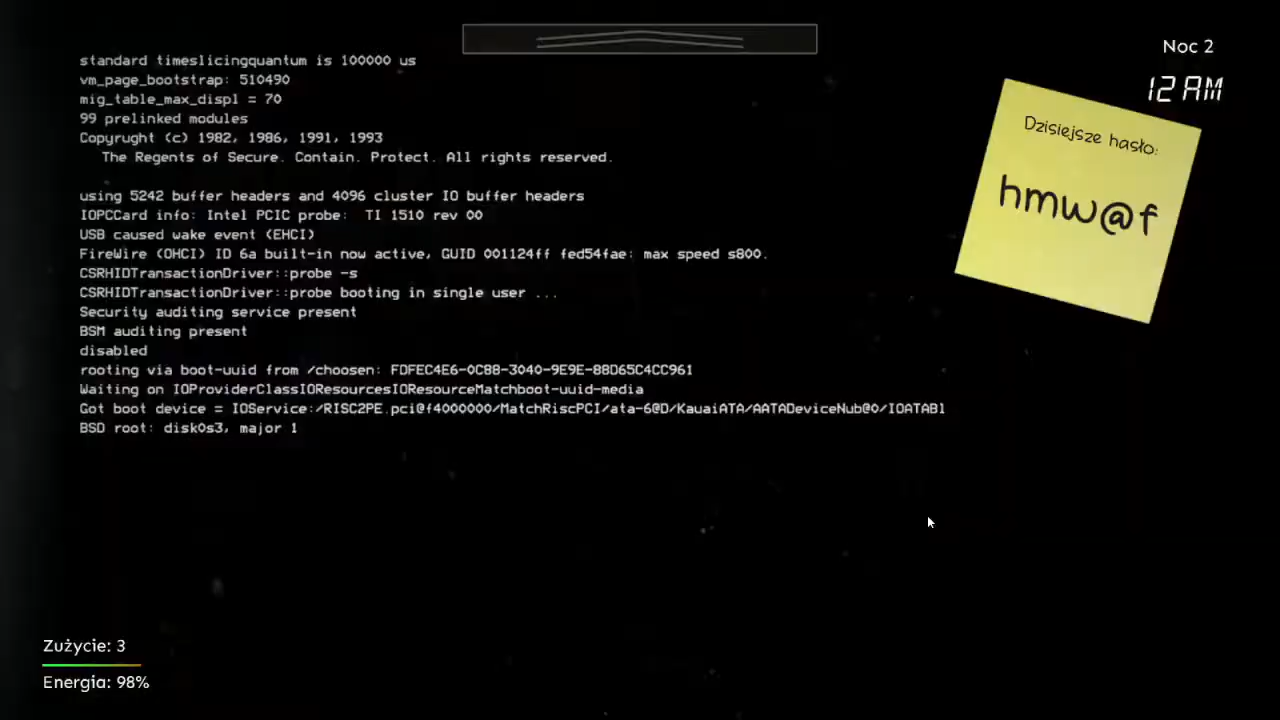 standard timeslicingquantum is 100000 us
vm_page_bootstrap: 510490
mig_table_max_displ = 70
99 prelinked modules
Copyrught (c) 1982, 1986, 1991, 1993
The Regents of Secure. Contain. Protect. All rights reserved.
using 5242 buffer headers and 4096 cluster IO buffer headers
IOPCCard info: Intel PCIC probe: TI 1510 rev 00
USB caused wake event (EHCI)
FireWire (OHCI) ID 6a built-in now active, GUID 001124ff fed54fae: max speed s800.
CSRHIDTransactionDriver::probe -s
CSRHIDTransactionDriver::probe booting in single user ...
Security auditing service present
BSM auditing present
disabled
rooting via boot-uuid from /choosen: FDFEC4E6-0C88-3040-9E9E-88D65C4CC961
Waiting on IOProviderClassIOResourcesIOResourceMatchboot-uuid-media
Got boot device = IOService:/RISC2PE.pci@f4000000/MatchRiscPCI/ata-6@D/KauaiATA/AATADeviceNub@0/IOATABl
BSD root: disk0s3, major 1
Noc 2
12 AM
Dzisiejsze hasło:
hmw@f
Zużycie: 3
Energia: 98%